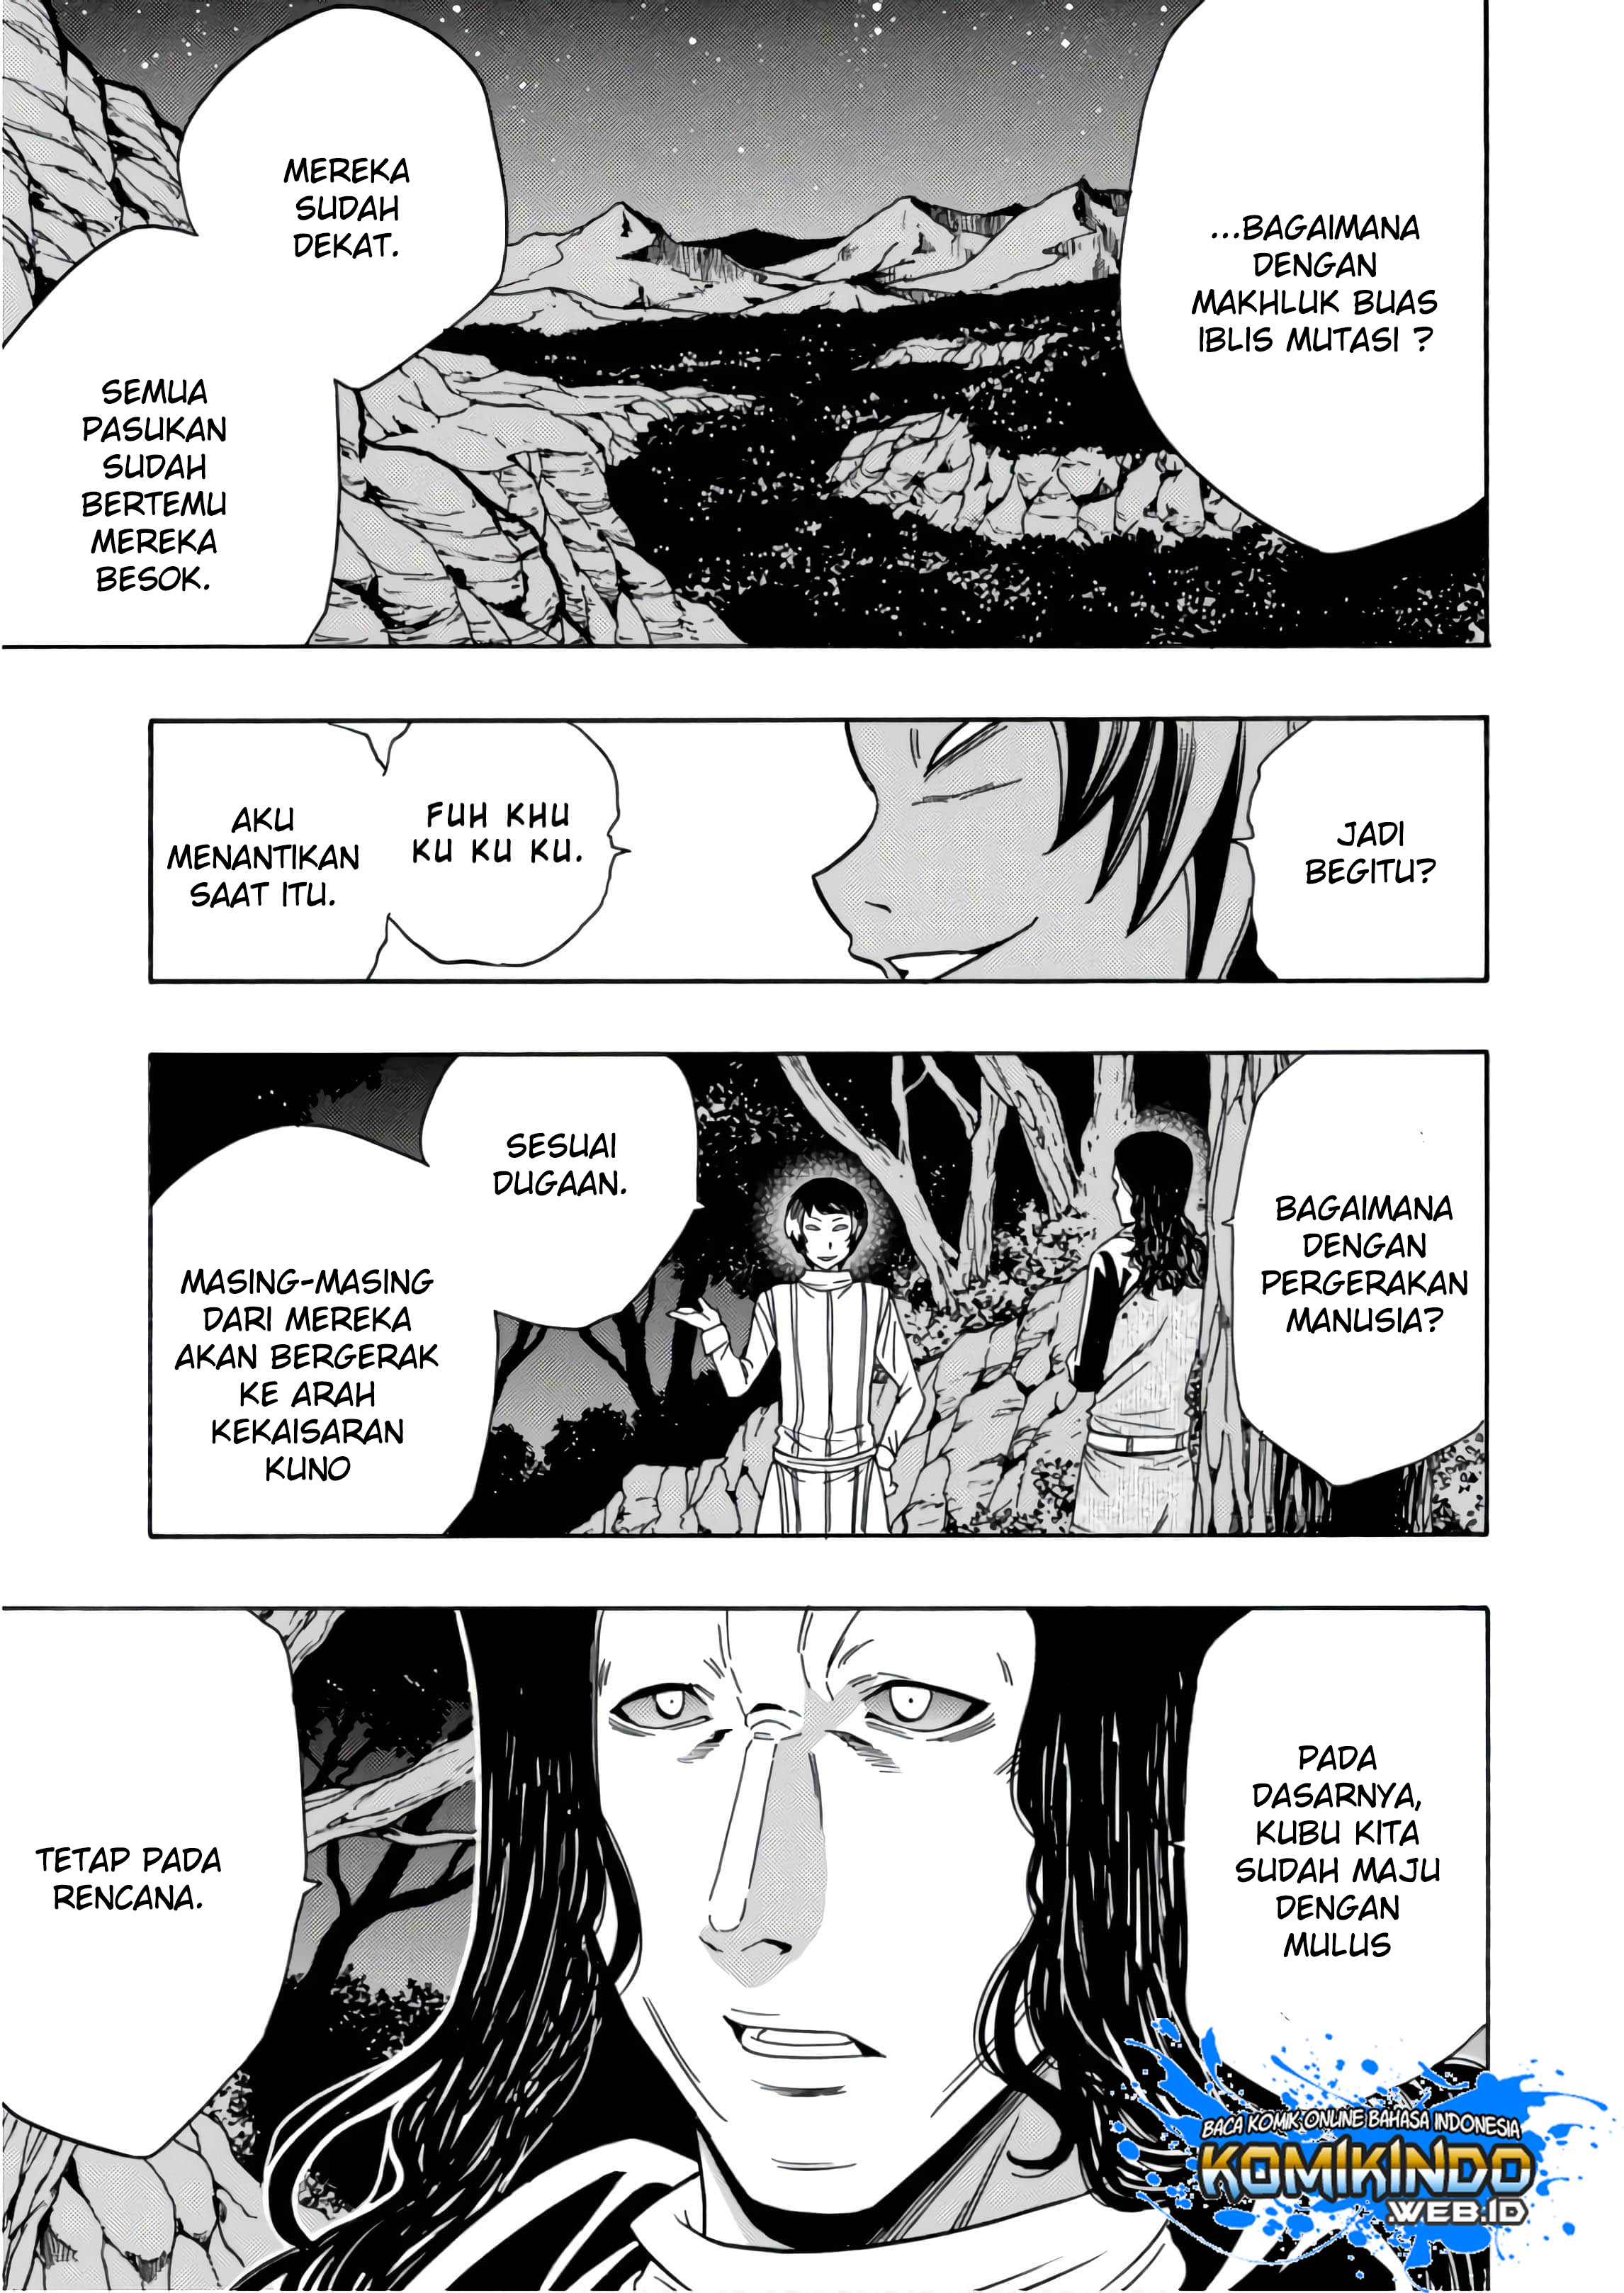 ...BAGAIMANA
DENGAN
MAKHLUK BUAS
IBLIS MUTASI ?
MEREKA
SUDAH
DEKAT.
SEMUA
PASUKAN
SUDAH
BERTEMU
MEREKA
BESOK.
JADI
BEGITU?
FUH KHU
KU KU KU.
AKU
MENANTIKAN
SAAT ITU.
BAGAIMANA
DENGAN
PERGERAKAN
MANUSIA?
SESUAI
DUGAAN.
MASING-MASING
DARI MEREKA
AKAN BERGERAK
KE ARAH
KEKAISARAN
KUNO
PADA
DASARNYA,
KUBU KITA
SUDAH MAJU
DENGAN
MULUS
TETAP PADA
RENCANA.
BACA KOMIK ONLINE BAHASA INDONESIA
KOMIKINDO
.WEB.ID